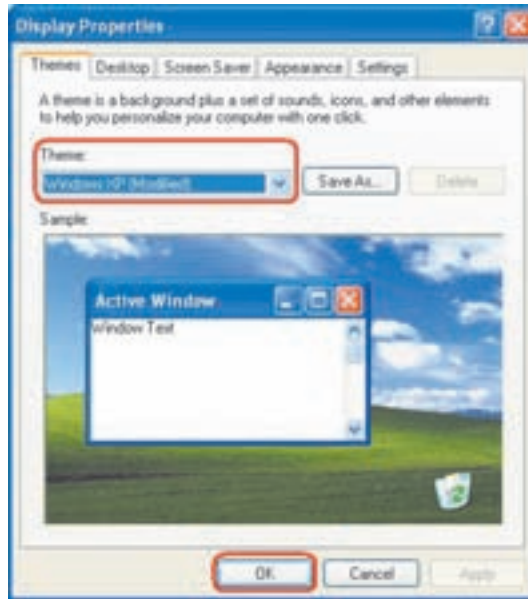 Display Properties
Themes Desktop Screen Saver Appearance Settings
A theme is a background plus a set of sounds, icons, and other elements
to help you personalize your computer with one click.
Theme:
Windows XP (Modified)
Save As...
Delete
Sample:
Active Window
Window Text
OK
Cancel
Apply